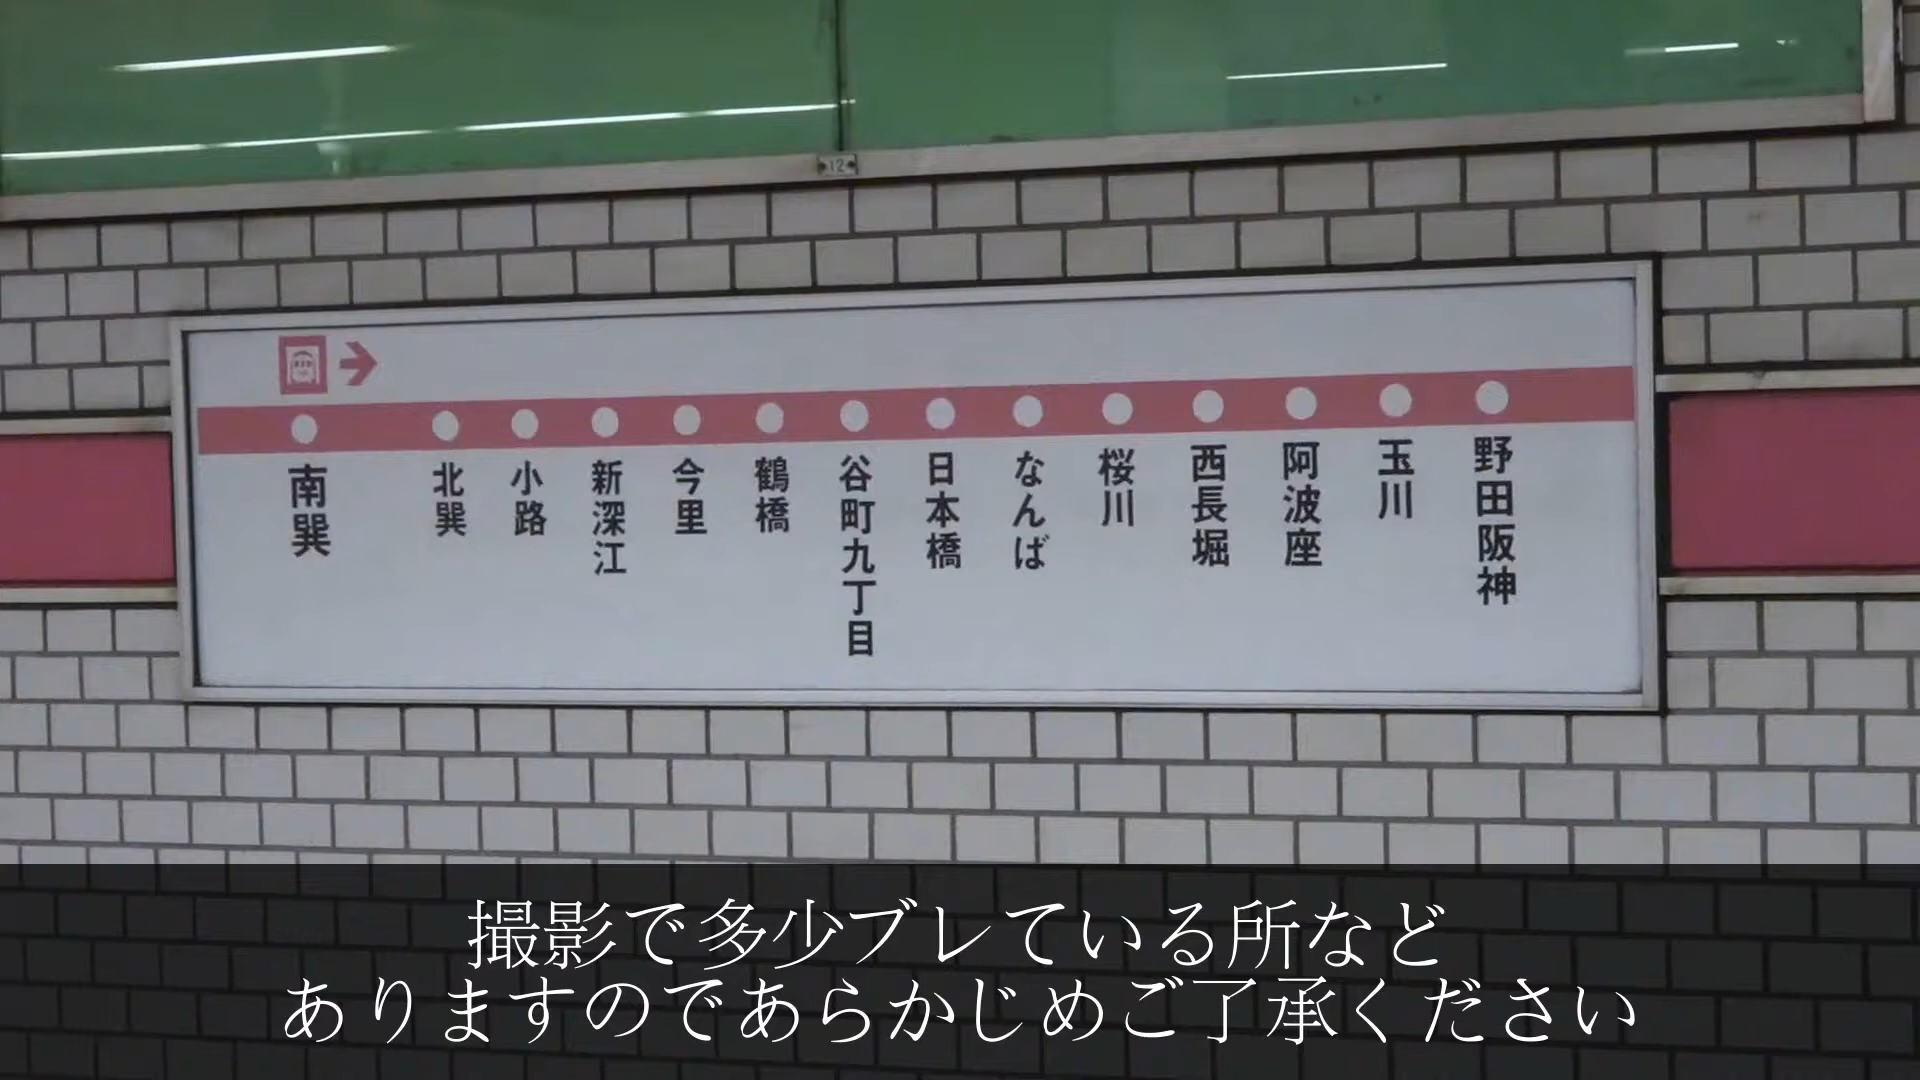 12
南巽
北巽
小路
新深江
今里
鶴橋
谷町九丁目
日本橋
なんば
桜川
西長堀
阿波座
玉川
野田阪神
撮影で多少ブレている所など
ありますのであらかじめご了承ください